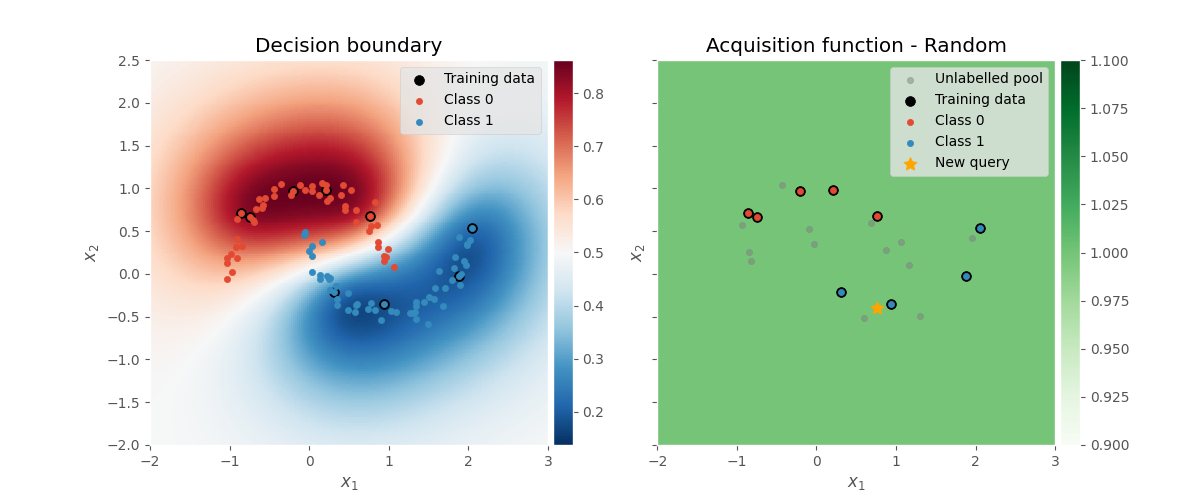 Decision boundary
Training data
Class 0
Class 1
2.5
2.0
1.5
1.0
0.5
0.0
−0.5
−1.0
−1.5
−2.0
x2
−2
−1
0
1
2
3
x1
0.8
0.7
0.6
0.5
0.4
0.3
0.2
Acquisition function - Random
Unlabelled pool
Training data
Class 0
Class 1
New query
x2
−2
−1
0
1
2
3
x1
1.100
1.075
1.050
1.025
1.000
0.975
0.950
0.925
0.900